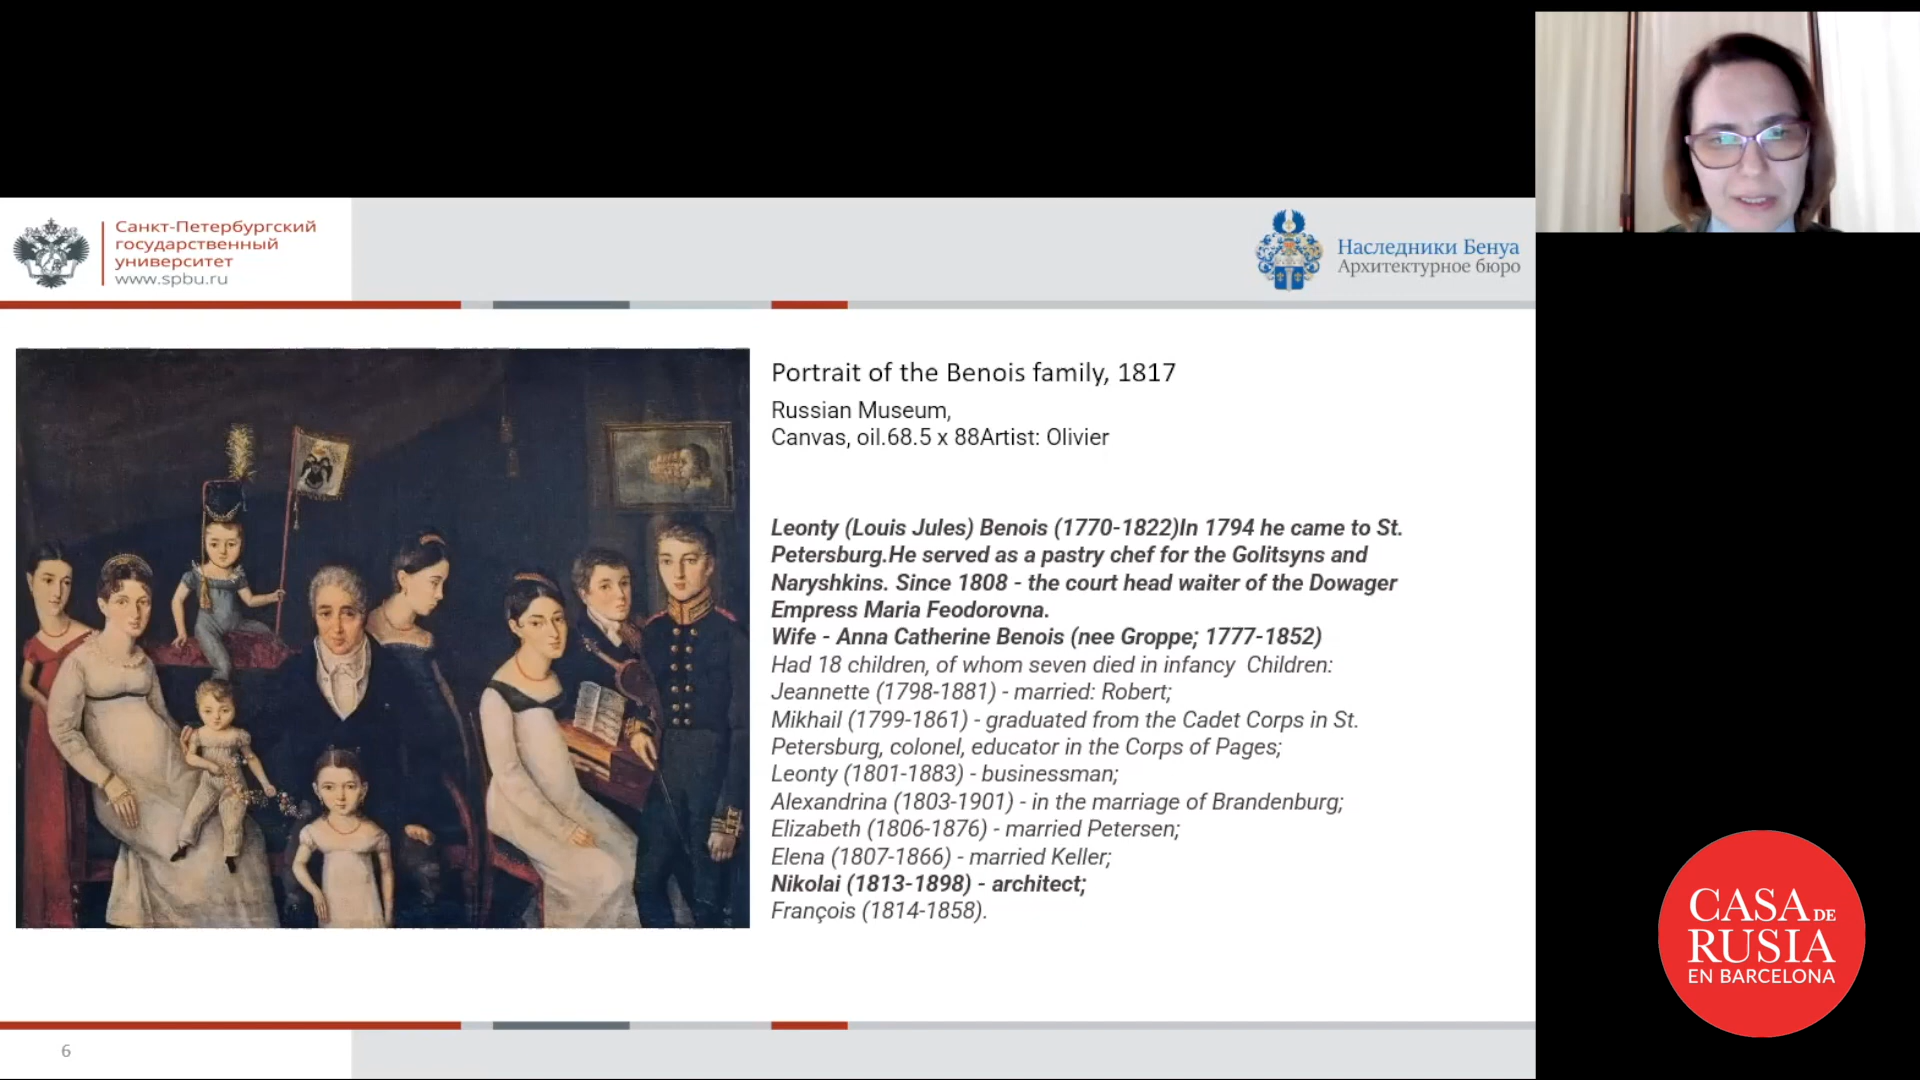 Санкт-Петербургский
государственный
университет
www.spbu.ru
Наследники Бенуа
Архитектурное бюро
Portrait of the Benois family, 1817
Russian Museum,
Canvas, oil.68.5 x 88Artist: Olivier
Leonty (Louis Jules) Benois (1770-1822)In 1794 he came to St.
Petersburg.He served as a pastry chef for the Golitsyns and
Naryshkins. Since 1808 - the court head waiter of the Dowager
Empress Maria Feodorovna.
Wife - Anna Catherine Benois (nee Groppe; 1777-1852)
Had 18 children, of whom seven died in infancy  Children:
Jeannette (1798-1881) - married: Robert;
Mikhail (1799-1861) - graduated from the Cadet Corps in St.
Petersburg, colonel, educator in the Corps of Pages;
Leonty (1801-1883) - businessman;
Alexandrina (1803-1901) - in the marriage of Brandenburg;
Elizabeth (1806-1876) - married Petersen;
Elena (1807-1866) - married Keller;
Nikolai (1813-1898) - architect;
François (1814-1858).
6
CASA DE
RUSIA
EN BARCELONA